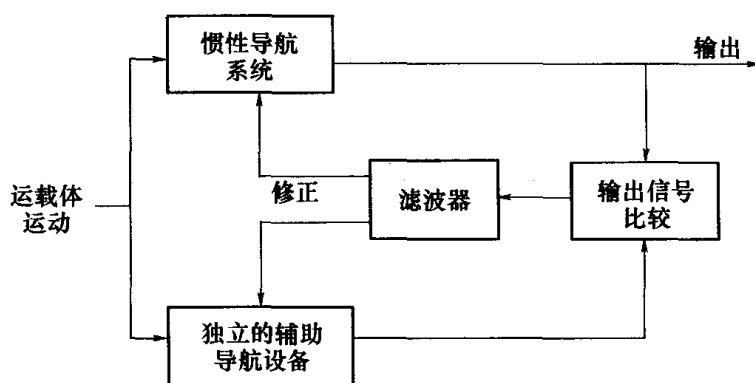 惯性导航
系统
输出
运载体
运动
修正
滤波器
输出信号
比较
独立的辅助
导航设备